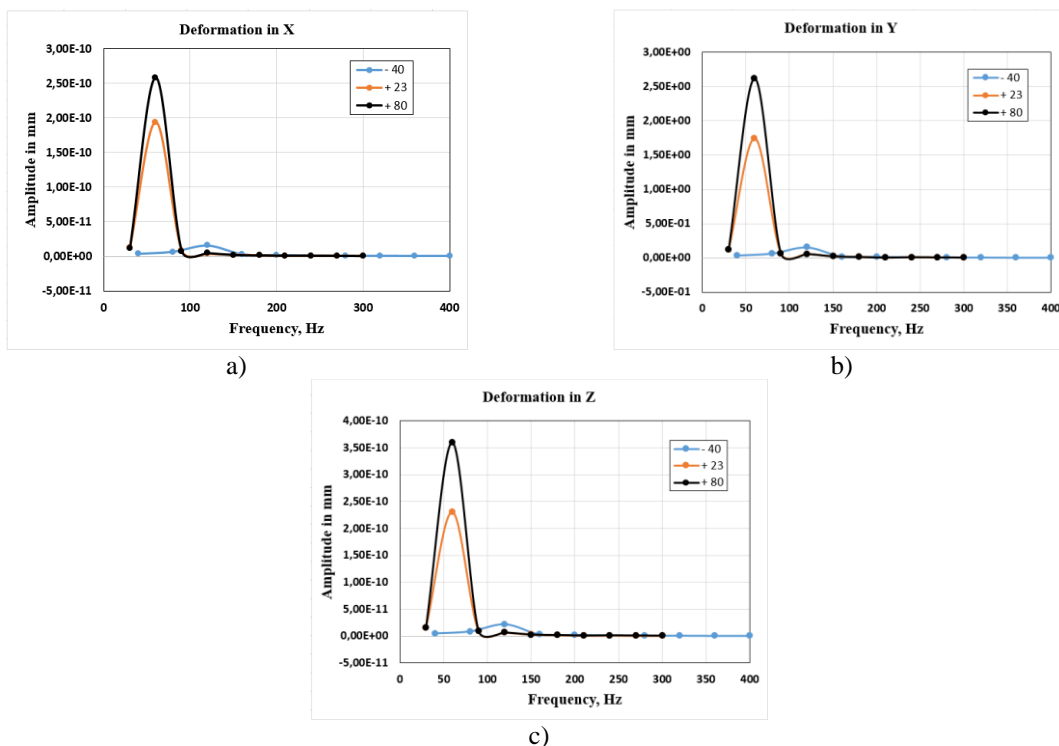 Deformation in X
3,00E-10
2,50E-10
2,00E-10
1,50E-10
1,00E-10
5,00E-11
0,00E+00
-5,00E-11
Amplitude in mm
- 40
+ 23
+ 80
0 50 100 150 200 250 300 350 400
Frequency, Hz
a)
Deformation in Y
3,00E+00
2,50E+00
2,00E+00
1,50E+00
1,00E+00
5,00E-01
0,00E+00
-5,00E-01
Amplitude in mm
- 40
+ 23
+ 80
0 50 100 150 200 250 300 350 400
Frequency, Hz
b)
Deformation in Z
4,00E-10
3,50E-10
3,00E-10
2,50E-10
2,00E-10
1,50E-10
1,00E-10
5,00E-11
0,00E+00
-5,00E-11
Amplitude in mm
- 40
+ 23
+ 80
0 50 100 150 200 250 300 350 400
Frequency, Hz
c)